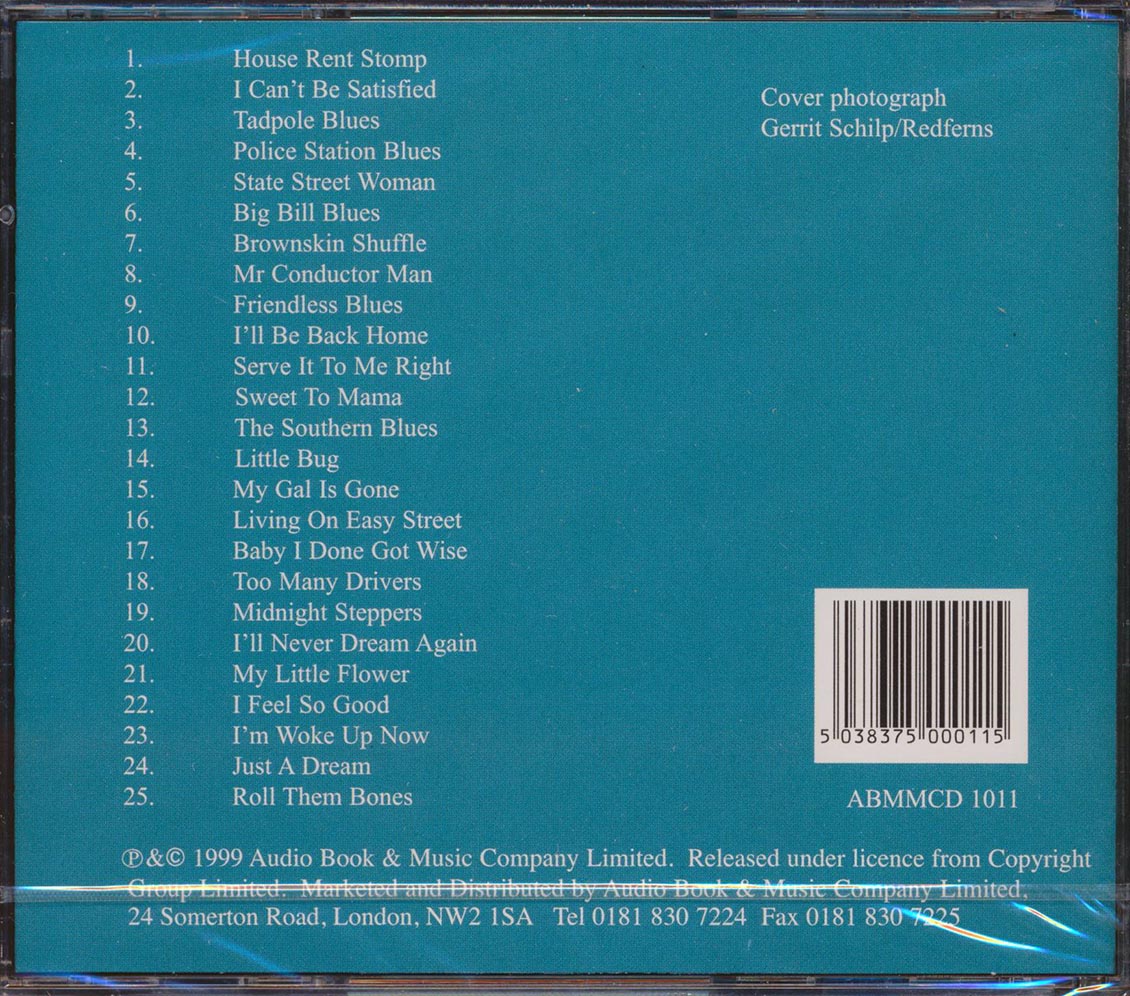 1. House Rent Stomp
2. I Can't Be Satisfied
3. Tadpole Blues
4. Police Station Blues
5. State Street Woman
6. Big Bill Blues
7. Brownskin Shuffle
8. Mr Conductor Man
9. Friendless Blues
10. I'll Be Back Home
11. Serve It To Me Right
12. Sweet To Mama
13. The Southern Blues
14. Little Bug
15. My Gal Is Gone
16. Living On Easy Street
17. Baby I Done Got Wise
18. Too Many Drivers
19. Midnight Steppers
20. I'll Never Dream Again
21. My Little Flower
22. I Feel So Good
23. I'm Woke Up Now
24. Just A Dream
25. Roll Them Bones
Cover photograph
Gerrit Schilp/Redferns
5 038375 000115
ABMMCD 1011
℗&© 1999 Audio Book & Music Company Limited. Released under licence from Copyright
Group Limited. Marketed and Distributed by Audio Book & Music Company Limited,
24 Somerton Road, London, NW2 1SA Tel 0181 830 7224 Fax 0181 830 7225